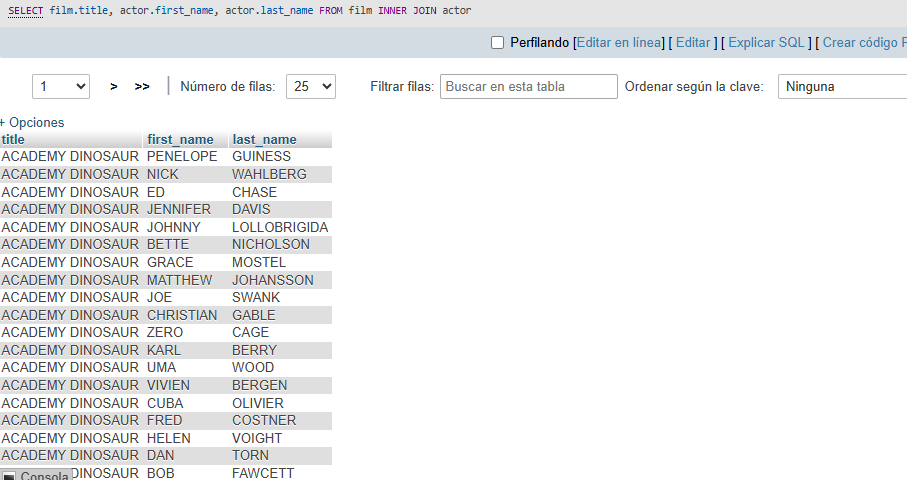 SELECT film.title, actor.first_name, actor.last_name FROM film INNER JOIN actor
Perfilando [Editar en línea] [ Editar ] [ Explicar SQL ] [ Crear código P
1 > >> Número de filas: 25 Filtrar filas: Buscar en esta tabla Ordenar según la clave: Ninguna
+ Opciones
title first_name last_name
ACADEMY DINOSAUR PENELOPE GUINESS
ACADEMY DINOSAUR NICK WAHLBERG
ACADEMY DINOSAUR ED CHASE
ACADEMY DINOSAUR JENNIFER DAVIS
ACADEMY DINOSAUR JOHNNY LOLLOBRIGIDA
ACADEMY DINOSAUR BETTE NICHOLSON
ACADEMY DINOSAUR GRACE MOSTEL
ACADEMY DINOSAUR MATTHEW JOHANSSON
ACADEMY DINOSAUR JOE SWANK
ACADEMY DINOSAUR CHRISTIAN GABLE
ACADEMY DINOSAUR ZERO CAGE
ACADEMY DINOSAUR KARL BERRY
ACADEMY DINOSAUR UMA WOOD
ACADEMY DINOSAUR VIVIEN BERGEN
ACADEMY DINOSAUR CUBA OLIVIER
ACADEMY DINOSAUR FRED COSTNER
ACADEMY DINOSAUR HELEN VOIGHT
ACADEMY DINOSAUR DAN TORN
DINOSAUR BOB FAWCETT
Consola